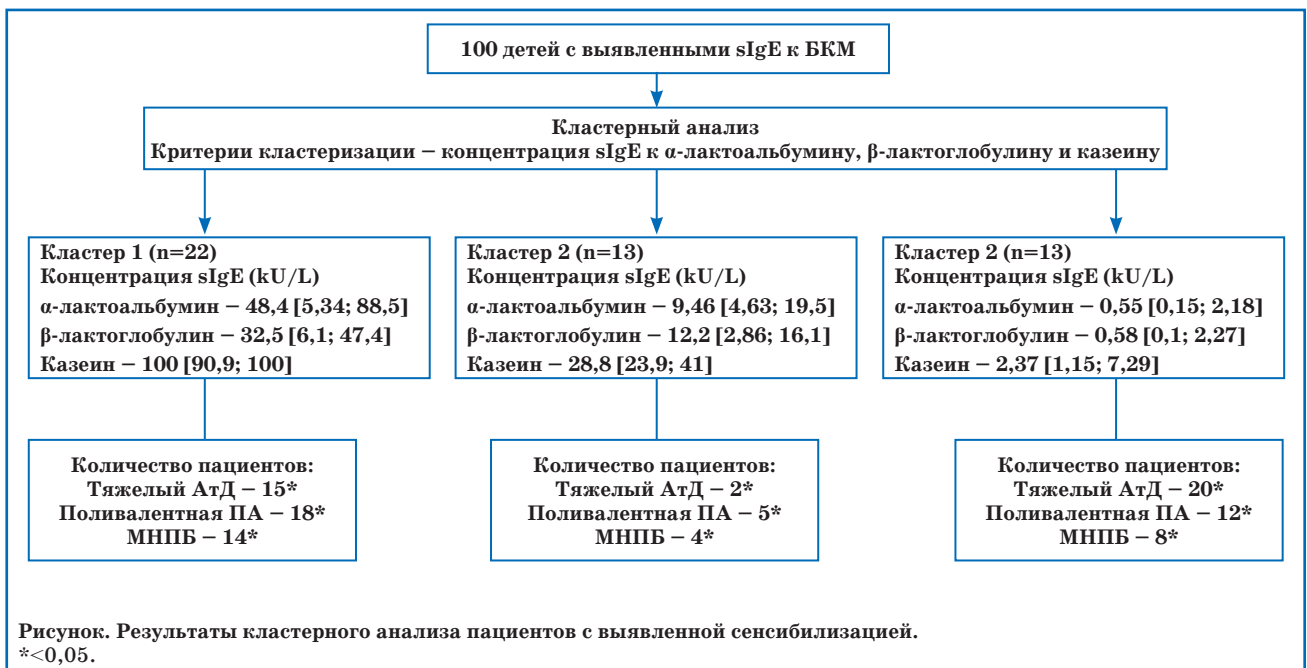 100 детей с выявленными sIgE к БКМ
Кластерный анализ
Критерии кластеризации – концентрация sIgE к α-лактоальбумину, β-лактоглобулину и казеину
Кластер 1 (n=22)
Концентрация sIgE (kU/L)
α-лактоальбумин – 48,4 [5,34; 88,5]
β-лактоглобулин – 32,5 [6,1; 47,4]
Казеин – 100 [90,9; 100]
Кластер 2 (n=13)
Концентрация sIgE (kU/L)
α-лактоальбумин – 9,46 [4,63; 19,5]
β-лактоглобулин – 12,2 [2,86; 16,1]
Казеин – 28,8 [23,9; 41]
Кластер 2 (n=13)
Концентрация sIgE (kU/L)
α-лактоальбумин – 0,55 [0,15; 2,18]
β-лактоглобулин – 0,58 [0,1; 2,27]
Казеин – 2,37 [1,15; 7,29]
Количество пациентов:
Тяжелый АтД – 15*
Поливалентная ПА – 18*
МНПБ – 14*
Количество пациентов:
Тяжелый АтД – 2*
Поливалентная ПА – 5*
МНПБ – 4*
Количество пациентов:
Тяжелый АтД – 20*
Поливалентная ПА – 12*
МНПБ – 8*
Рисунок. Результаты кластерного анализа пациентов с выявленной сенсибилизацией.
*<0,05.